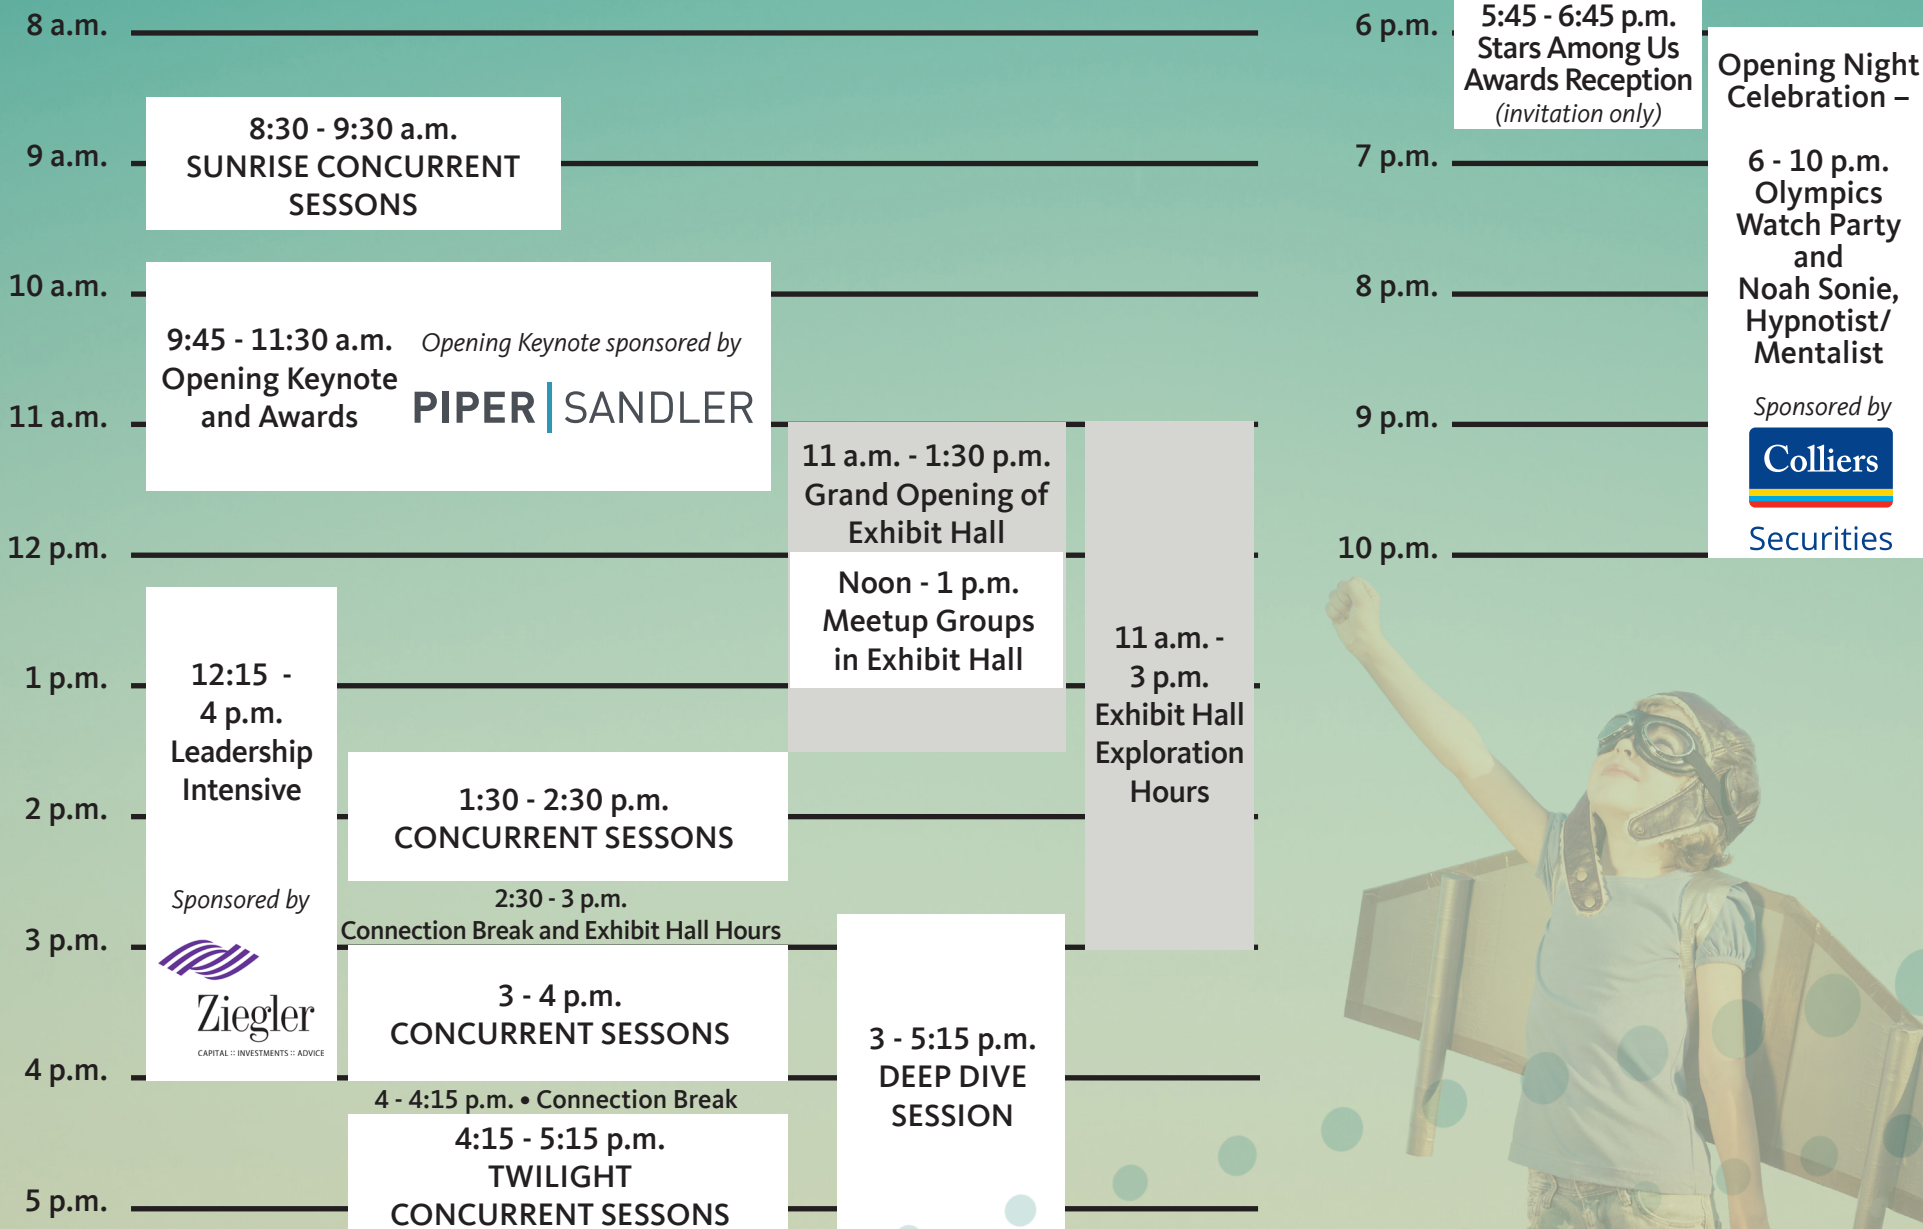 8 a.m.
8:30 - 9:30 a.m.
SUNRISE CONCURRENT
SESSONS
9 a.m.
10 a.m.
9:45 - 11:30 a.m.
Opening Keynote
and Awards
Opening Keynote sponsored by
PIPER | SANDLER
11 a.m.
11 a.m. - 1:30 p.m.
Grand Opening of
Exhibit Hall
12 p.m.
Noon - 1 p.m.
Meetup Groups
in Exhibit Hall
11 a.m. -
3 p.m.
Exhibit Hall
Exploration
Hours
1 p.m.
12:15 -
4 p.m.
Leadership
Intensive
Sponsored by
Ziegler
CAPITAL :: INVESTMENTS :: ADVICE
1:30 - 2:30 p.m.
CONCURRENT SESSONS
2 p.m.
2:30 - 3 p.m.
Connection Break and Exhibit Hall Hours
3 p.m.
3 - 4 p.m.
CONCURRENT SESSONS
3 - 5:15 p.m.
DEEP DIVE
SESSION
4 p.m.
4 - 4:15 p.m. • Connection Break
4:15 - 5:15 p.m.
TWILIGHT
CONCURRENT SESSONS
5 p.m.
6 p.m.
5:45 - 6:45 p.m.
Stars Among Us
Awards Reception
(invitation only)
Opening Night
Celebration –
6 - 10 p.m.
Olympics
Watch Party
and
Noah Sonie,
Hypnotist/
Mentalist
Sponsored by
Colliers
Securities
7 p.m.
8 p.m.
9 p.m.
10 p.m.